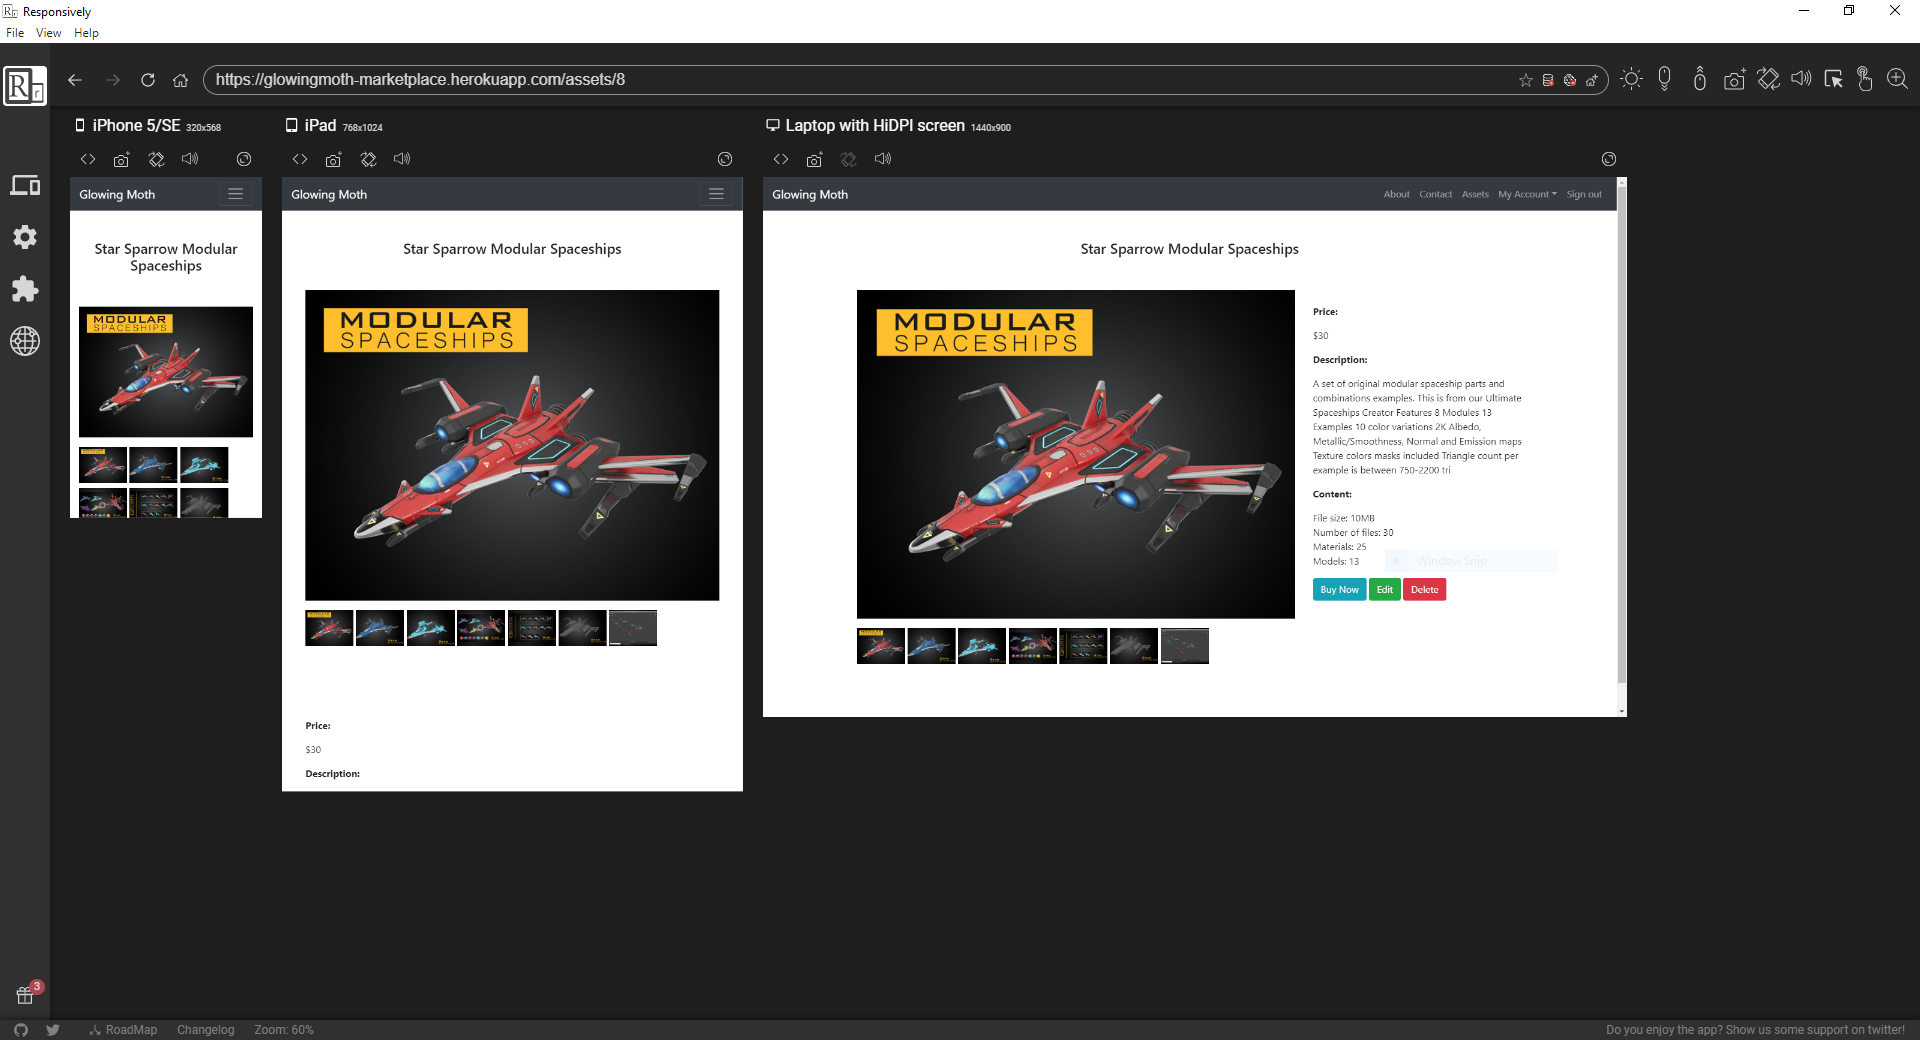 Responsively
File View Help
https://glowingmoth-marketplace.herokuapp.com/assets/8
iPhone 5/SE 320x568
Glowing Moth
Star Sparrow Modular
Spaceships
MODULAR
SPACESHIPS
iPad 768x1024
Glowing Moth
Star Sparrow Modular Spaceships
MODULAR
SPACESHIPS
Price:
$30
Description:
Laptop with HiDPI screen 1440x900
Glowing Moth About Contact Assets My Account Sign out
Star Sparrow Modular Spaceships
MODULAR
SPACESHIPS
Price:
$30
Description:
A set of original modular spaceship parts and
combinations examples. This is from our Ultimate
Spaceships Creator Features 8 Modules 13
Examples 10 color variations 2K Albedo,
Metallic/Smoothness, Normal and Emission maps
Texture colors masks included Triangle count per
example is between 750-2200 tri
Content:
File size: 10MB
Number of files: 30
Materials: 25
Models: 13
Window Snip
Buy Now Edit Delete
3
RoadMap Changelog Zoom: 60%
Do you enjoy the app? Show us some support on twitter!